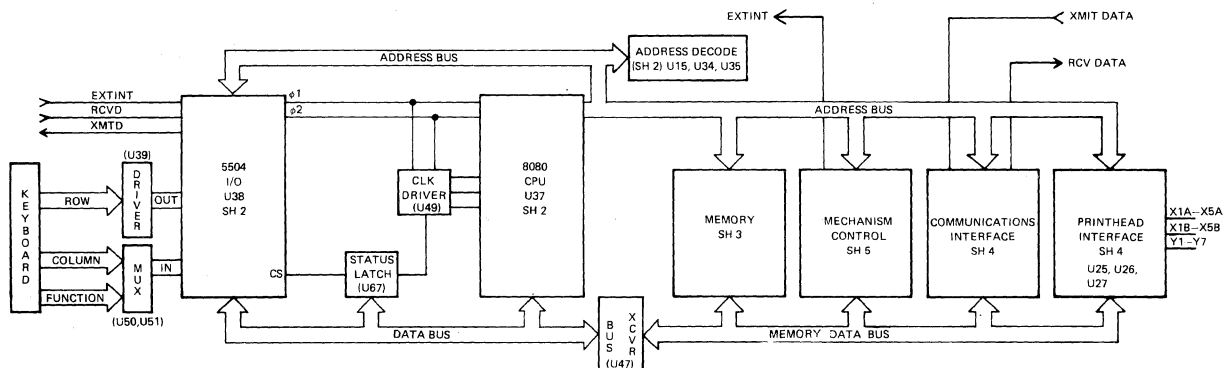 EXTINT
XMIT DATA
RCV DATA
ADDRESS BUS
ADDRESS DECODE
(SH 2) U15, U34, U35
EXTINT
RCVD
XMTD
φ1
φ2
ADDRESS BUS
KEYBOARD
ROW
(U39)
DRIVER
OUT
COLUMN
FUNCTION
MUX
(U50,U51)
IN
5504
I/O
U38
SH 2
CS
CLK
DRIVER
(U49)
STATUS
LATCH
(U67)
8080
CPU
U37
SH 2
MEMORY
SH 3
MECHANISM
CONTROL
SH 5
COMMUNICATIONS
INTERFACE
SH 4
PRINTHEAD
INTERFACE
SH 4
U25, U26,
U27
X1A–X5A
X1B–X5B
Y1–Y7
DATA BUS
BUS XCVR
(U47)
MEMORY DATA BUS